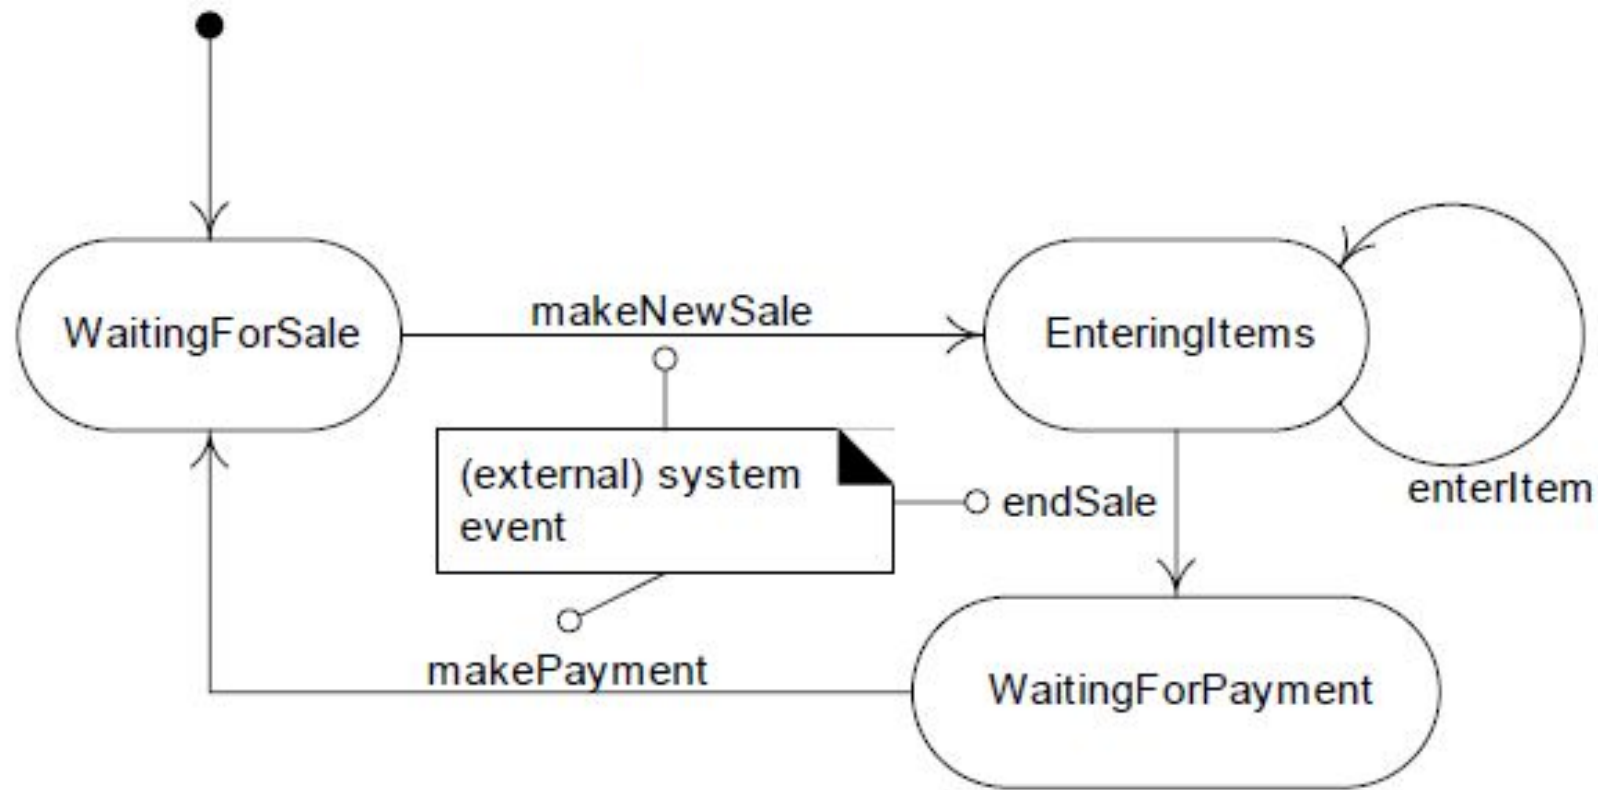 makeNewSale
WaitingForSale
EnteringItems
(external) system
event
endSale
enterItem
makePayment
WaitingForPayment